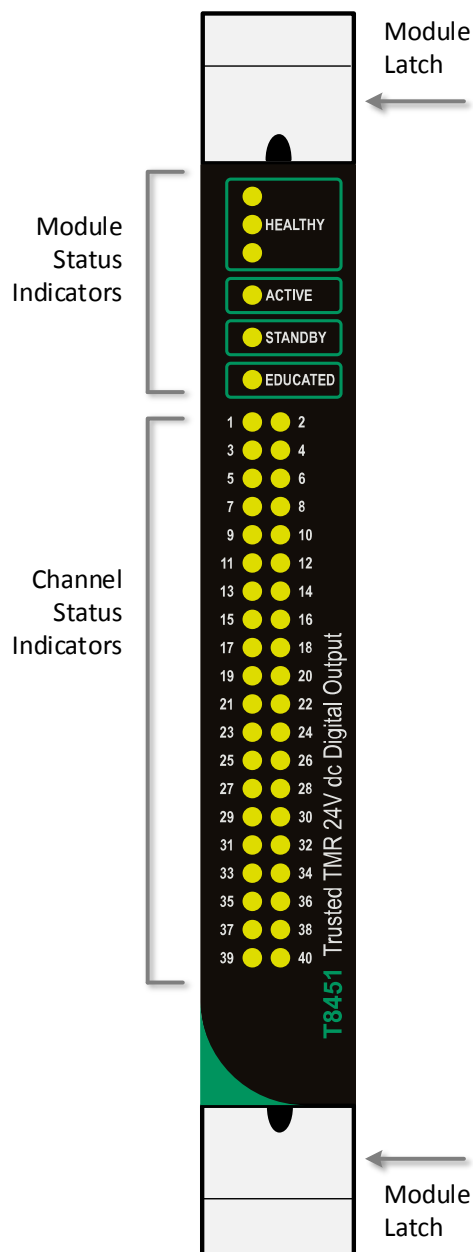 Module
Latch
Module
Status
Indicators
HEALTHY
ACTIVE
STANDBY
EDUCATED
1 2
3 4
5 6
7 8
9 10
11 12
13 14
15 16
17 18
19 20
21 22
23 24
25 26
27 28
29 30
31 32
33 34
35 36
37 38
39 40
Channel
Status
Indicators
T8451 Trusted TMR 24V dc Digital Output
Module
Latch